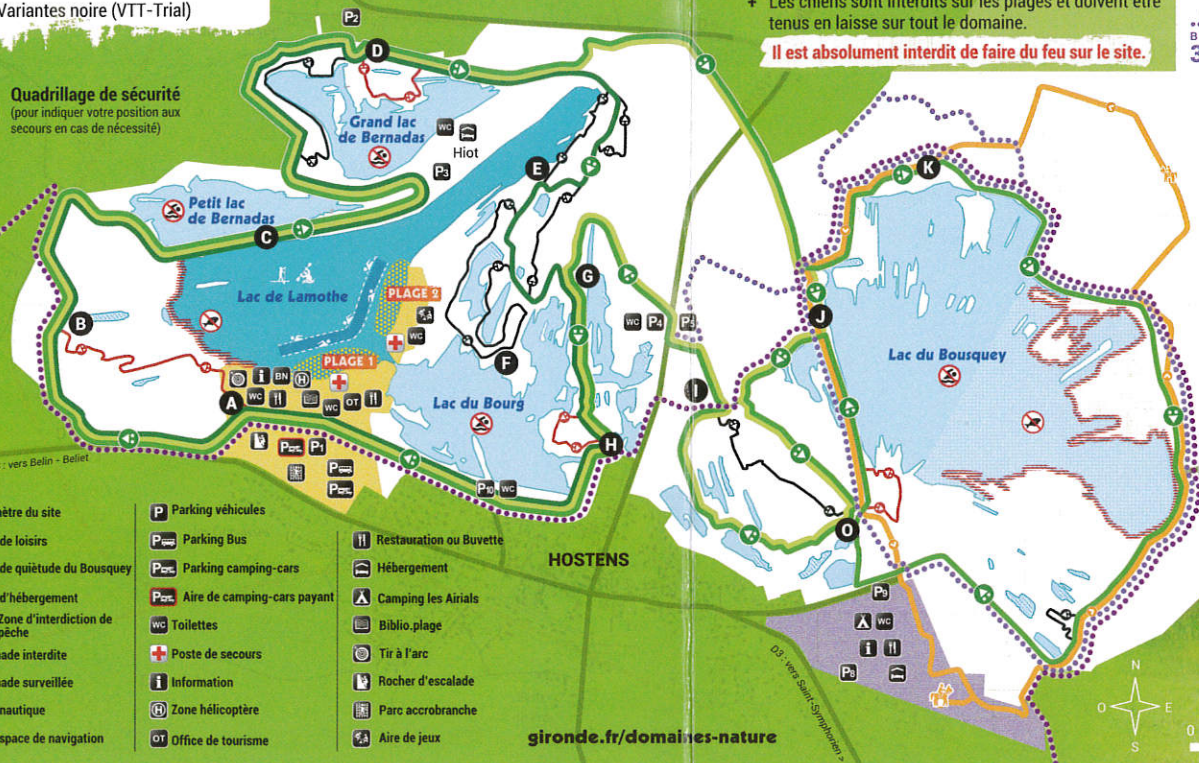 Variantes noire (VTT-Trial)
Les chiens sont interdits sur les plages et doivent être
tenus en laisse sur tout le domaine.
Il est absolument interdit de faire du feu sur le site.
Quadrillage de sécurité
(pour indiquer votre position aux
secours en cas de nécessité)
P2
D
Grand lac
de Bernadas
WC
Hiot
P3
E
K
Petit lac
de Bernadas
C
G
Lac de Lamothe
PLAGE 2
WC
B
J
WC P4 P5
PLAGE 1
F
Lac du Bousquey
i BN H
WC
WC OT
A
Lac du Bourg
I
H
P1
P10 WC
O
: vers Belin - Beliet
HOSTENS
P9
WC
i
P8
D3 : vers Saint-Symphorien >
N
O E
S
0
ètre du site
de loisirs
de quiètude du Bousquey
d'hébergement
Zone d'interdiction de
pêche
ade interdite
ade surveillée
nautique
space de navigation
P Parking véhicules
P Parking Bus
P Parking camping-cars
P Aire de camping-cars payant
WC Toilettes
Poste de secours
i Information
H Zone hélicoptère
OT Office de tourisme
Restauration ou Buvette
Hébergement
Camping les Airials
Biblio.plage
Tir à l'arc
Rocher d'escalade
Parc accrobranche
Aire de jeux
gironde.fr/domaines-nature